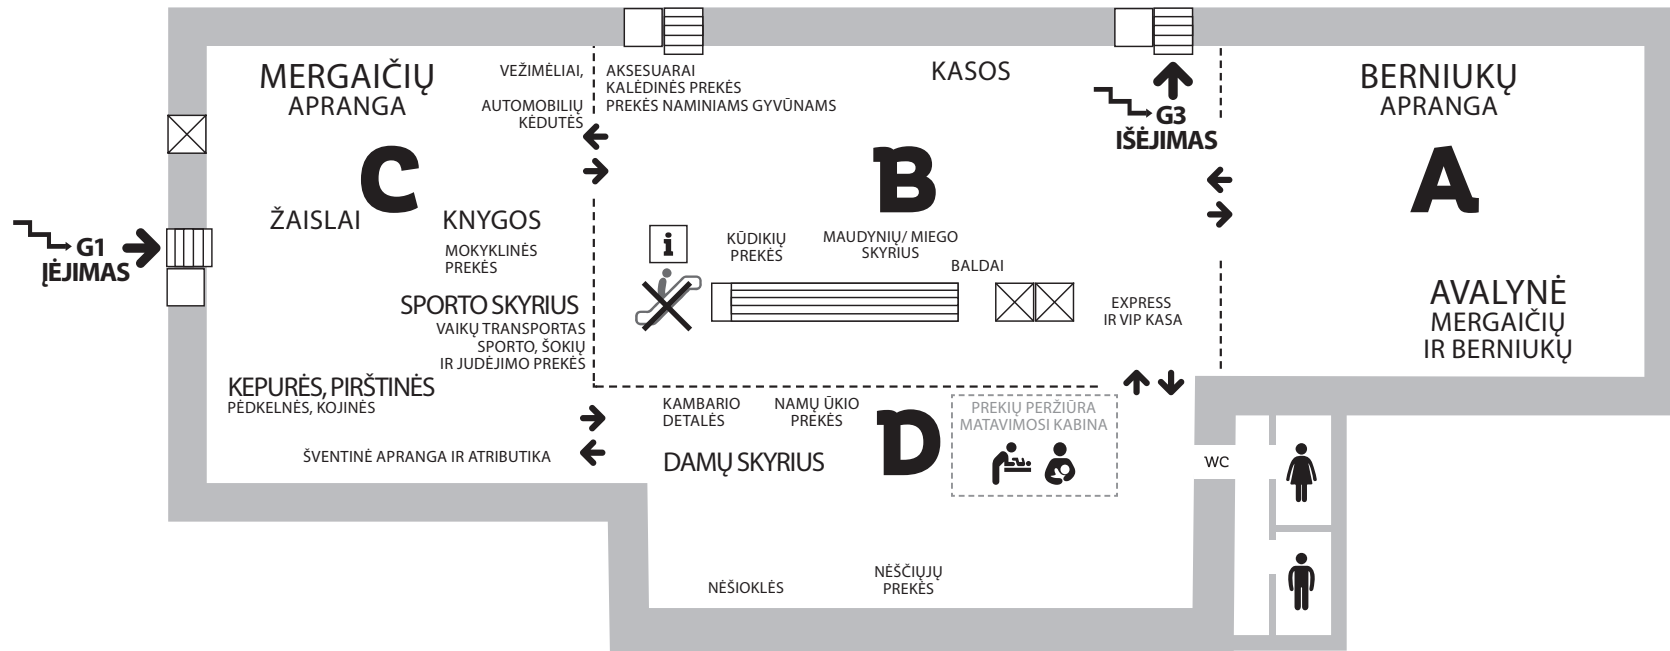 MERGAIČIŲ
APRANGA
VEŽIMĖLIAI,
AUTOMOBILIŲ
KĖDUTĖS
C
ŽAISLAI
KNYGOS
MOKYKLINĖS
PREKĖS
G1
ĮĖJIMAS
SPORTO SKYRIUS
VAIKŲ TRANSPORTAS
SPORTO, ŠOKIŲ
IR JUDĖJIMO PREKĖS
KEPURĖS, PIRŠTINĖS
PĖDKELNĖS, KOJINĖS
ŠVENTINĖ APRANGA IR ATRIBUTIKA
AKSESUARAI
KALĖDINĖS PREKĖS
PREKĖS NAMINIAMS GYVŪNAMS
KASOS
G3
IŠĖJIMAS
B
i
KŪDIKIŲ
PREKĖS
MAUDYNIŲ/ MIEGO
SKYRIUS
BALDAI
EXPRESS
IR VIP KASA
BERNIUKŲ
APRANGA
A
AVALYNĖ
MERGAIČIŲ
IR BERNIUKŲ
KAMBARIO
DETALĖS
NAMŲ ŪKIO
PREKĖS
D
PREKIŲ PERŽIŪRA
MATAVIMOSI KABINA
DAMŲ SKYRIUS
WC
NĖŠIOKLĖS
NĖŠČIŲJŲ
PREKĖS